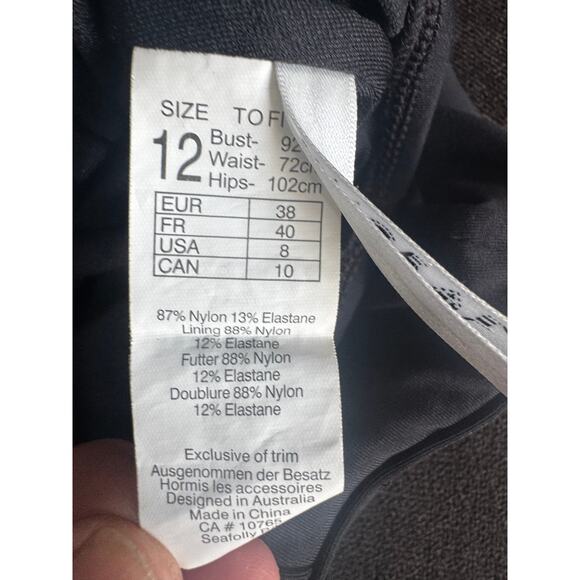 SIZE TO
12
Bust- 92
Waist- 72c
Hips- 102cm
EUR 38
FR 40
USA 8
CAN 10
87% Nylon 13% Elastane
Lining 88% Nylon
12% Elastane
Futter 88% Nylon
12% Elastane
Doublure 88% Nylon
12% Elastane
Exclusive of trim
Ausgenommen der Besatz
Hormis les accessoires
Designed in Australia
Made in China
CA # 10765
Seafolly